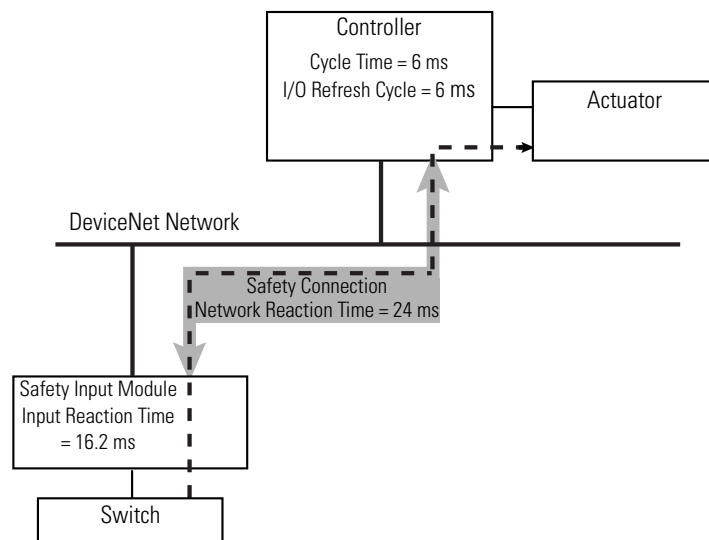 Controller
Cycle Time = 6 ms
I/O Refresh Cycle = 6 ms
Actuator
DeviceNet Network
Safety Connection
Network Reaction Time = 24 ms
Safety Input Module
Input Reaction Time
= 16.2 ms
Switch